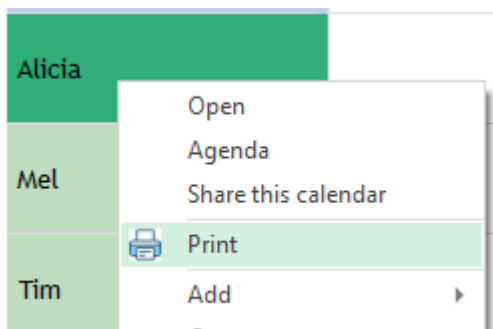 Alicia
Open
Agenda
Mel
Share this calendar
Print
Tim
Add